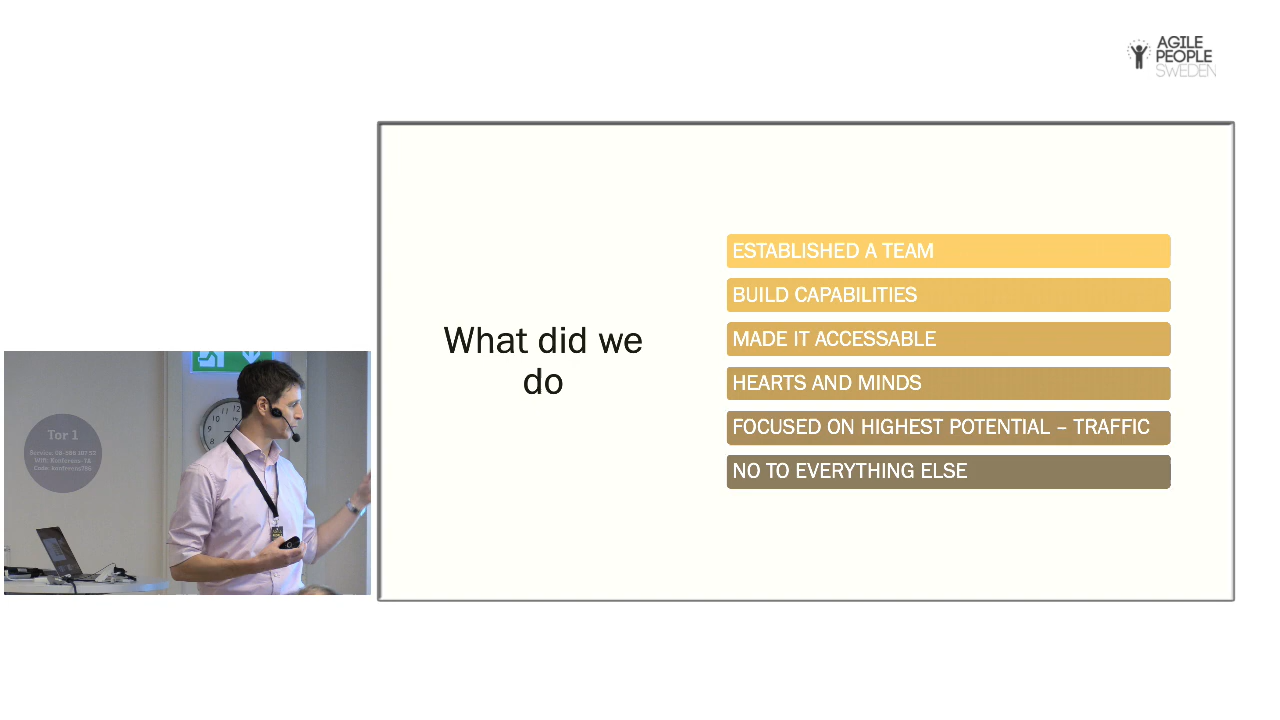 AGILE
PEOPLE
SWEDEN
What did we
do
ESTABLISHED A TEAM
BUILD CAPABILITIES
MADE IT ACCESSABLE
HEARTS AND MINDS
FOCUSED ON HIGHEST POTENTIAL – TRAFFIC
NO TO EVERYTHING ELSE
Tor 1